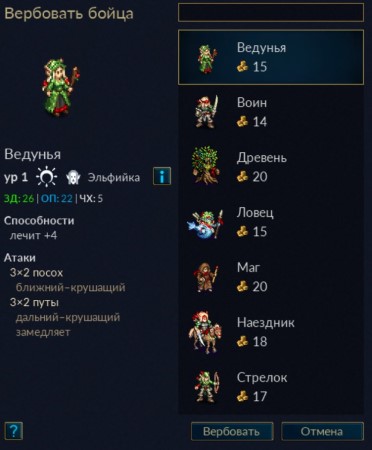 Вербовать бойца
Ведунья
ур 1 Эльфийка i
ЗД: 26 | ОП: 22 | ЧХ: 5
Способности
лечит +4
Атаки
3×2 посох
ближний–крушащий
3×2 путы
дальний–крушащий
замедляет
Ведунья
15
Воин
14
Древень
20
Ловец
15
Маг
20
Наездник
18
Стрелок
17
?
Вербовать
Отмена